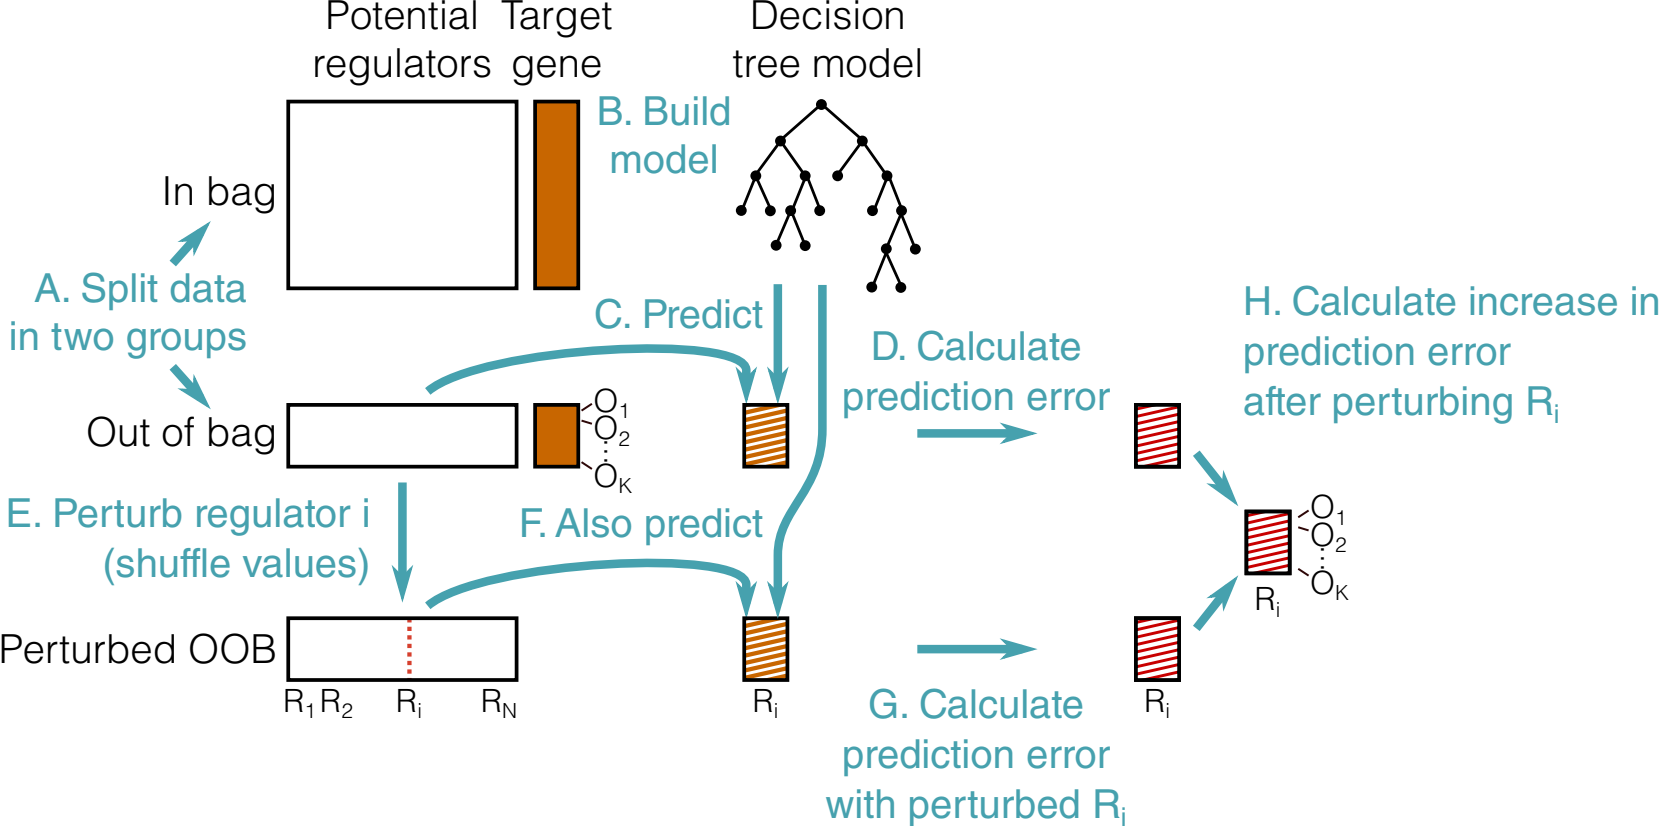 Potential
regulators
Target
gene
Decision
tree model
B. Build
model
In bag
A. Split data
in two groups
C. Predict
D. Calculate
prediction error
H. Calculate increase in
prediction error
after perturbing Ri
Out of bag
O1
O2
OK
E. Perturb regulator i
(shuffle values)
F. Also predict
O1
O2
OK
Ri
Perturbed OOB
R1 R2 Ri RN
Ri
Ri
G. Calculate
prediction error
with perturbed Ri